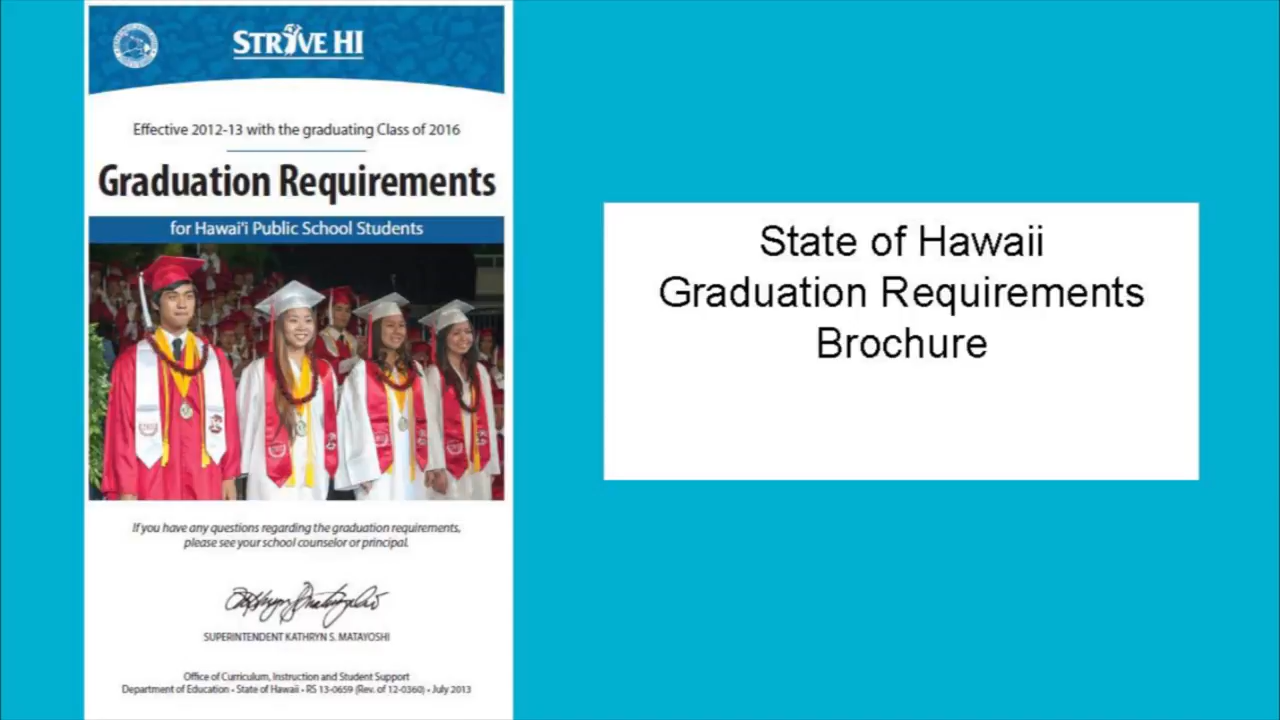 STRIVE HI
Effective 2012-13 with the graduating Class of 2016
Graduation Requirements
for Hawai'i Public School Students
If you have any questions regarding the graduation requirements,
please see your school counselor or principal.
SUPERINTENDENT KATHRYN S. MATAYOSHI
Office of Curriculum, Instruction and Student Support
Department of Education • State of Hawaii • RS 13-0659 (Rev. of 12-0360) • July 2013
State of Hawaii
Graduation Requirements
Brochure